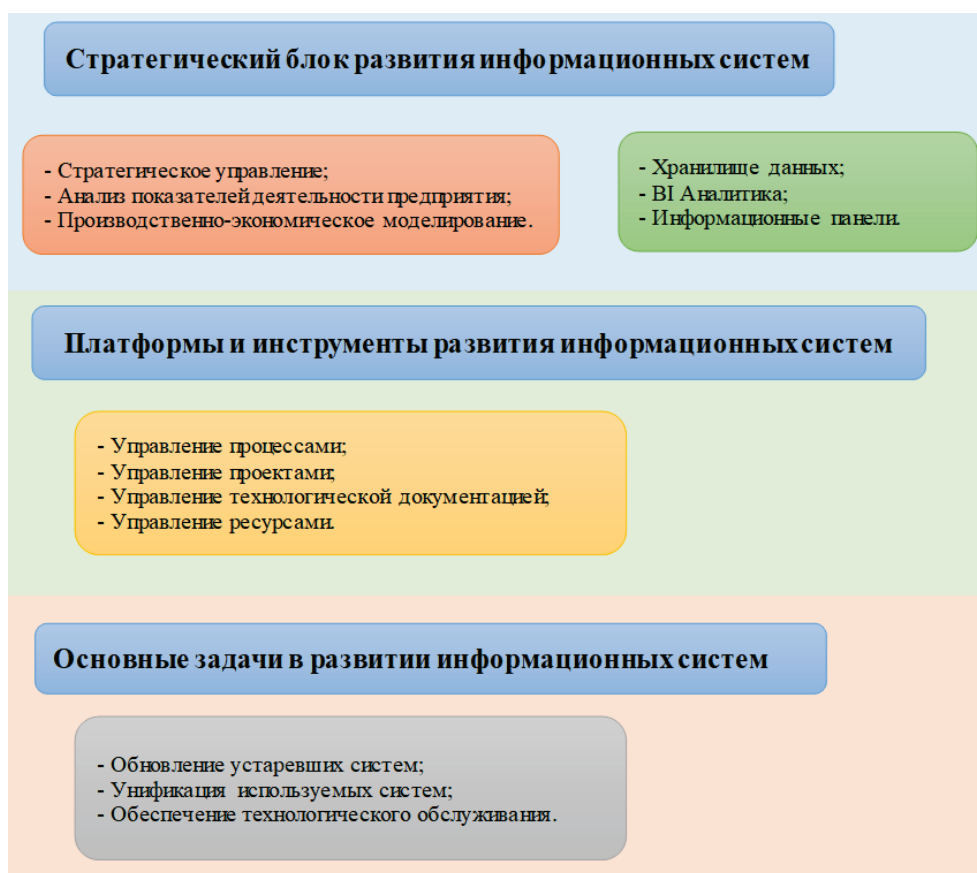 Стратегический блок развития информационных систем
- Стратегическое управление;
- Анализ показателей деятельности предприятия;
- Производственно-экономическое моделирование.
- Хранилище данных;
- BI Аналитика;
- Информационные панели.
Платформы и инструменты развития информационных систем
- Управление процессами;
- Управление проектами;
- Управление технологической документацией;
- Управление ресурсами.
Основные задачи в развитии информационных систем
- Обновление устаревших систем;
- Унификация используемых систем;
- Обеспечение технологического обслуживания.